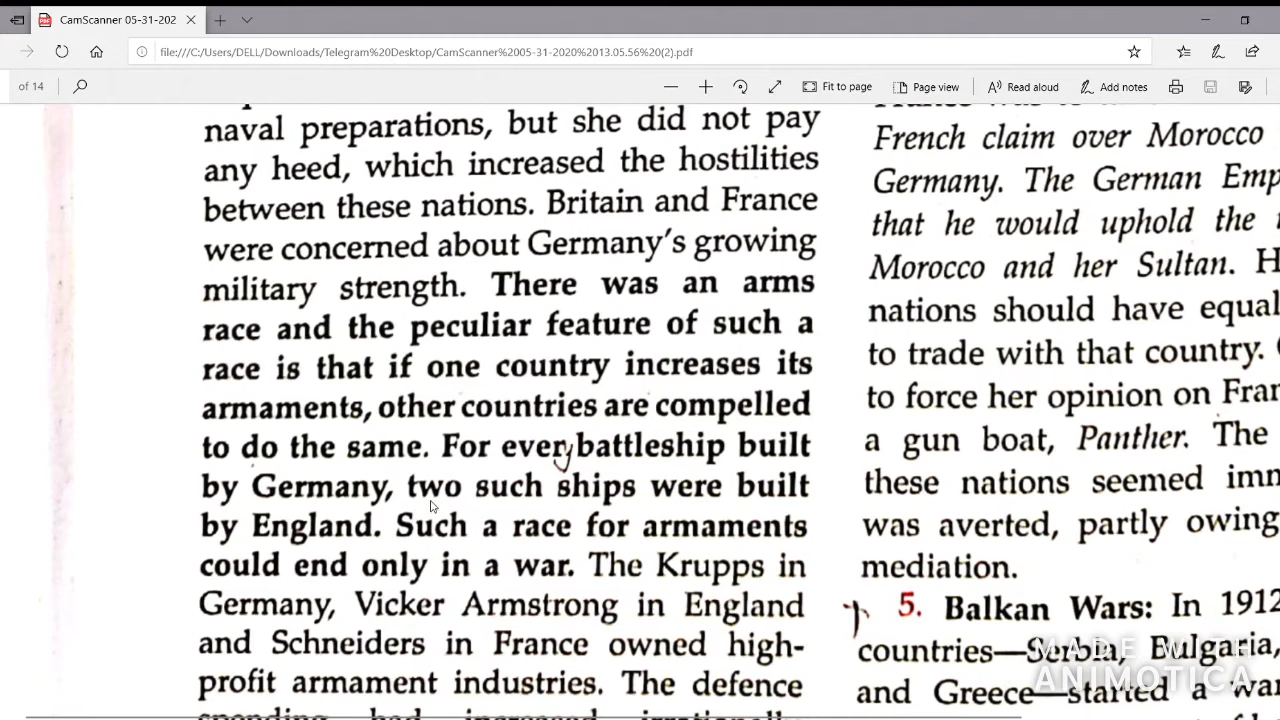 CamScanner 05-31-202
file:///C:/Users/DELL/Downloads/Telegram%20Desktop/CamScanner%2005-31-2020%2013.05.56%20(2).pdf
of 14
Fit to page
Page view
Read aloud
Add notes
naval preparations, but she did not pay
any heed, which increased the hostilities
between these nations. Britain and France
were concerned about Germany's growing
military strength. There was an arms
race and the peculiar feature of such a
race is that if one country increases its
armaments, other countries are compelled
to do the same. For every battleship built
by Germany, two such ships were built
by England. Such a race for armaments
could end only in a war. The Krupps in
Germany, Vicker Armstrong in England
and Schneiders in France owned high-
profit armament industries. The defence
spending had increased
French claim over Morocco
Germany. The German Emp
that he would uphold the
Morocco and her Sultan. H
nations should have equal
to trade with that country.
to force her opinion on Fran
a gun boat, Panther. The
these nations seemed imm
was averted, partly owing
mediation.
5. Balkan Wars: In 1912
countries—Serbia, Bulgaria,
and Greece—started a war
MADE WITH
ANIMOTICA